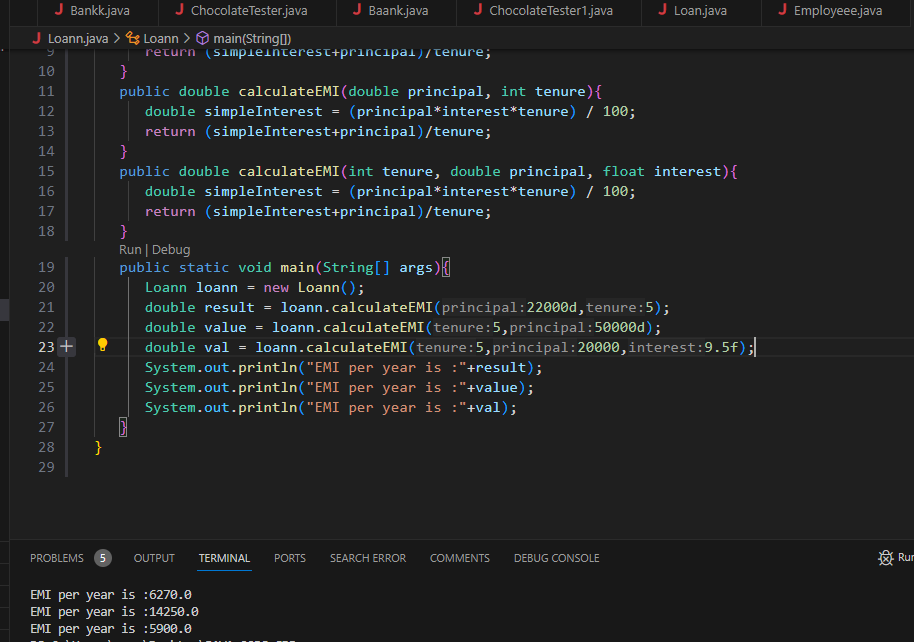 Bankk.java ChocolateTester.java Baank.java ChocolateTester1.java Loan.java Employeee.java
Loann.java > Loann > main(String[])
9 return (simpleInterest+principal)/tenure;
10 }
11 public double calculateEMI(double principal, int tenure){
12 double simpleInterest = (principal*interest*tenure) / 100;
13 return (simpleInterest+principal)/tenure;
14 }
15 public double calculateEMI(int tenure, double principal, float interest){
16 double simpleInterest = (principal*interest*tenure) / 100;
17 return (simpleInterest+principal)/tenure;
18 }
Run | Debug
19 public static void main(String[] args){
20 Loann loann = new Loann();
21 double result = loann.calculateEMI(principal:22000d,tenure:5);
22 double value = loann.calculateEMI(tenure:5,principal:50000d);
23 double val = loann.calculateEMI(tenure:5,principal:20000,interest:9.5f);
24 System.out.println("EMI per year is :"+result);
25 System.out.println("EMI per year is :"+value);
26 System.out.println("EMI per year is :"+val);
27 }
28 }
29
PROBLEMS 5 OUTPUT TERMINAL PORTS SEARCH ERROR COMMENTS DEBUG CONSOLE Run
EMI per year is :6270.0
EMI per year is :14250.0
EMI per year is :5900.0